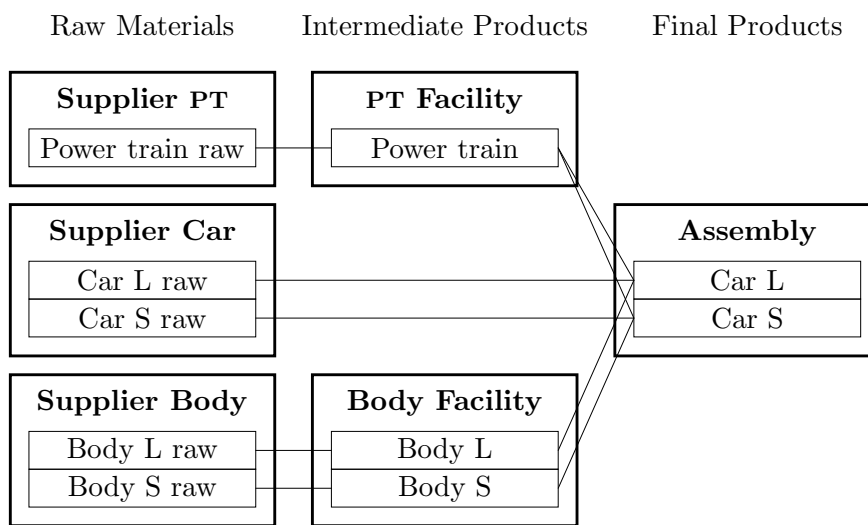 Raw Materials
Intermediate Products
Final Products
Supplier PT
Power train raw
PT Facility
Power train
Supplier Car
Car L raw
Car S raw
Assembly
Car L
Car S
Supplier Body
Body L raw
Body S raw
Body Facility
Body L
Body S